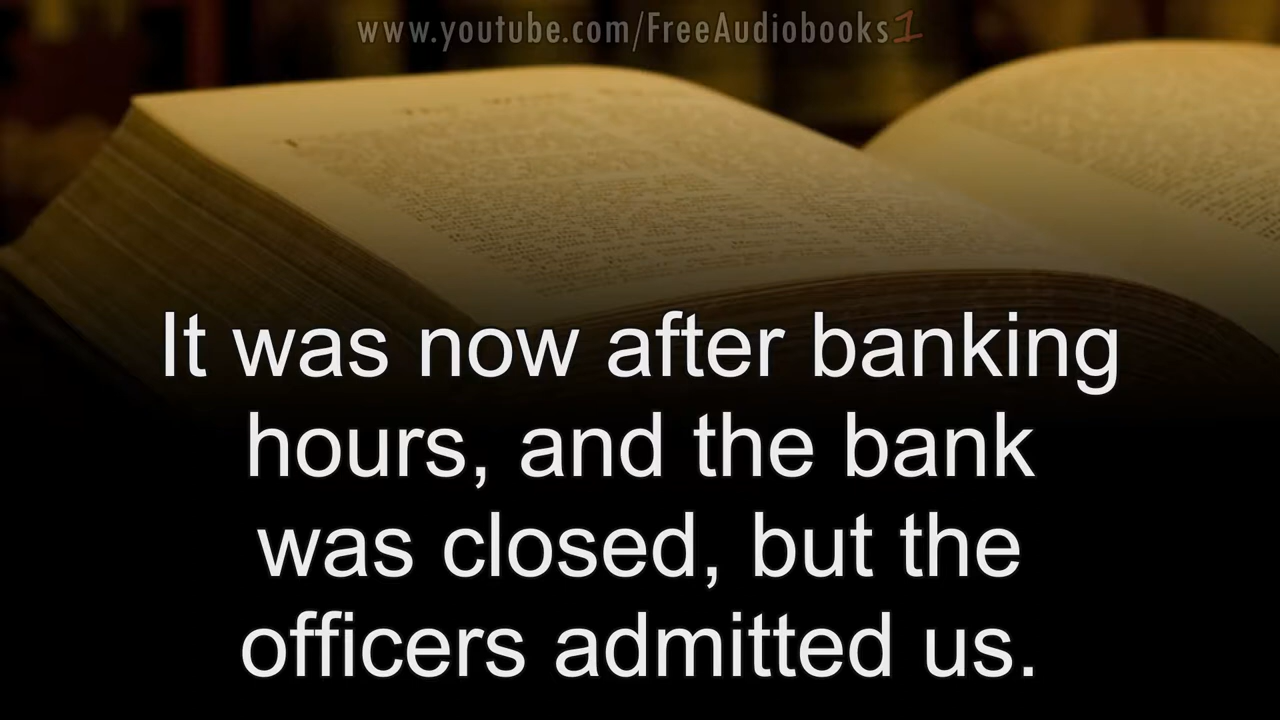 www.youtube.com/FreeAudiobooks1
It was now after banking
hours, and the bank
was closed, but the
officers admitted us.